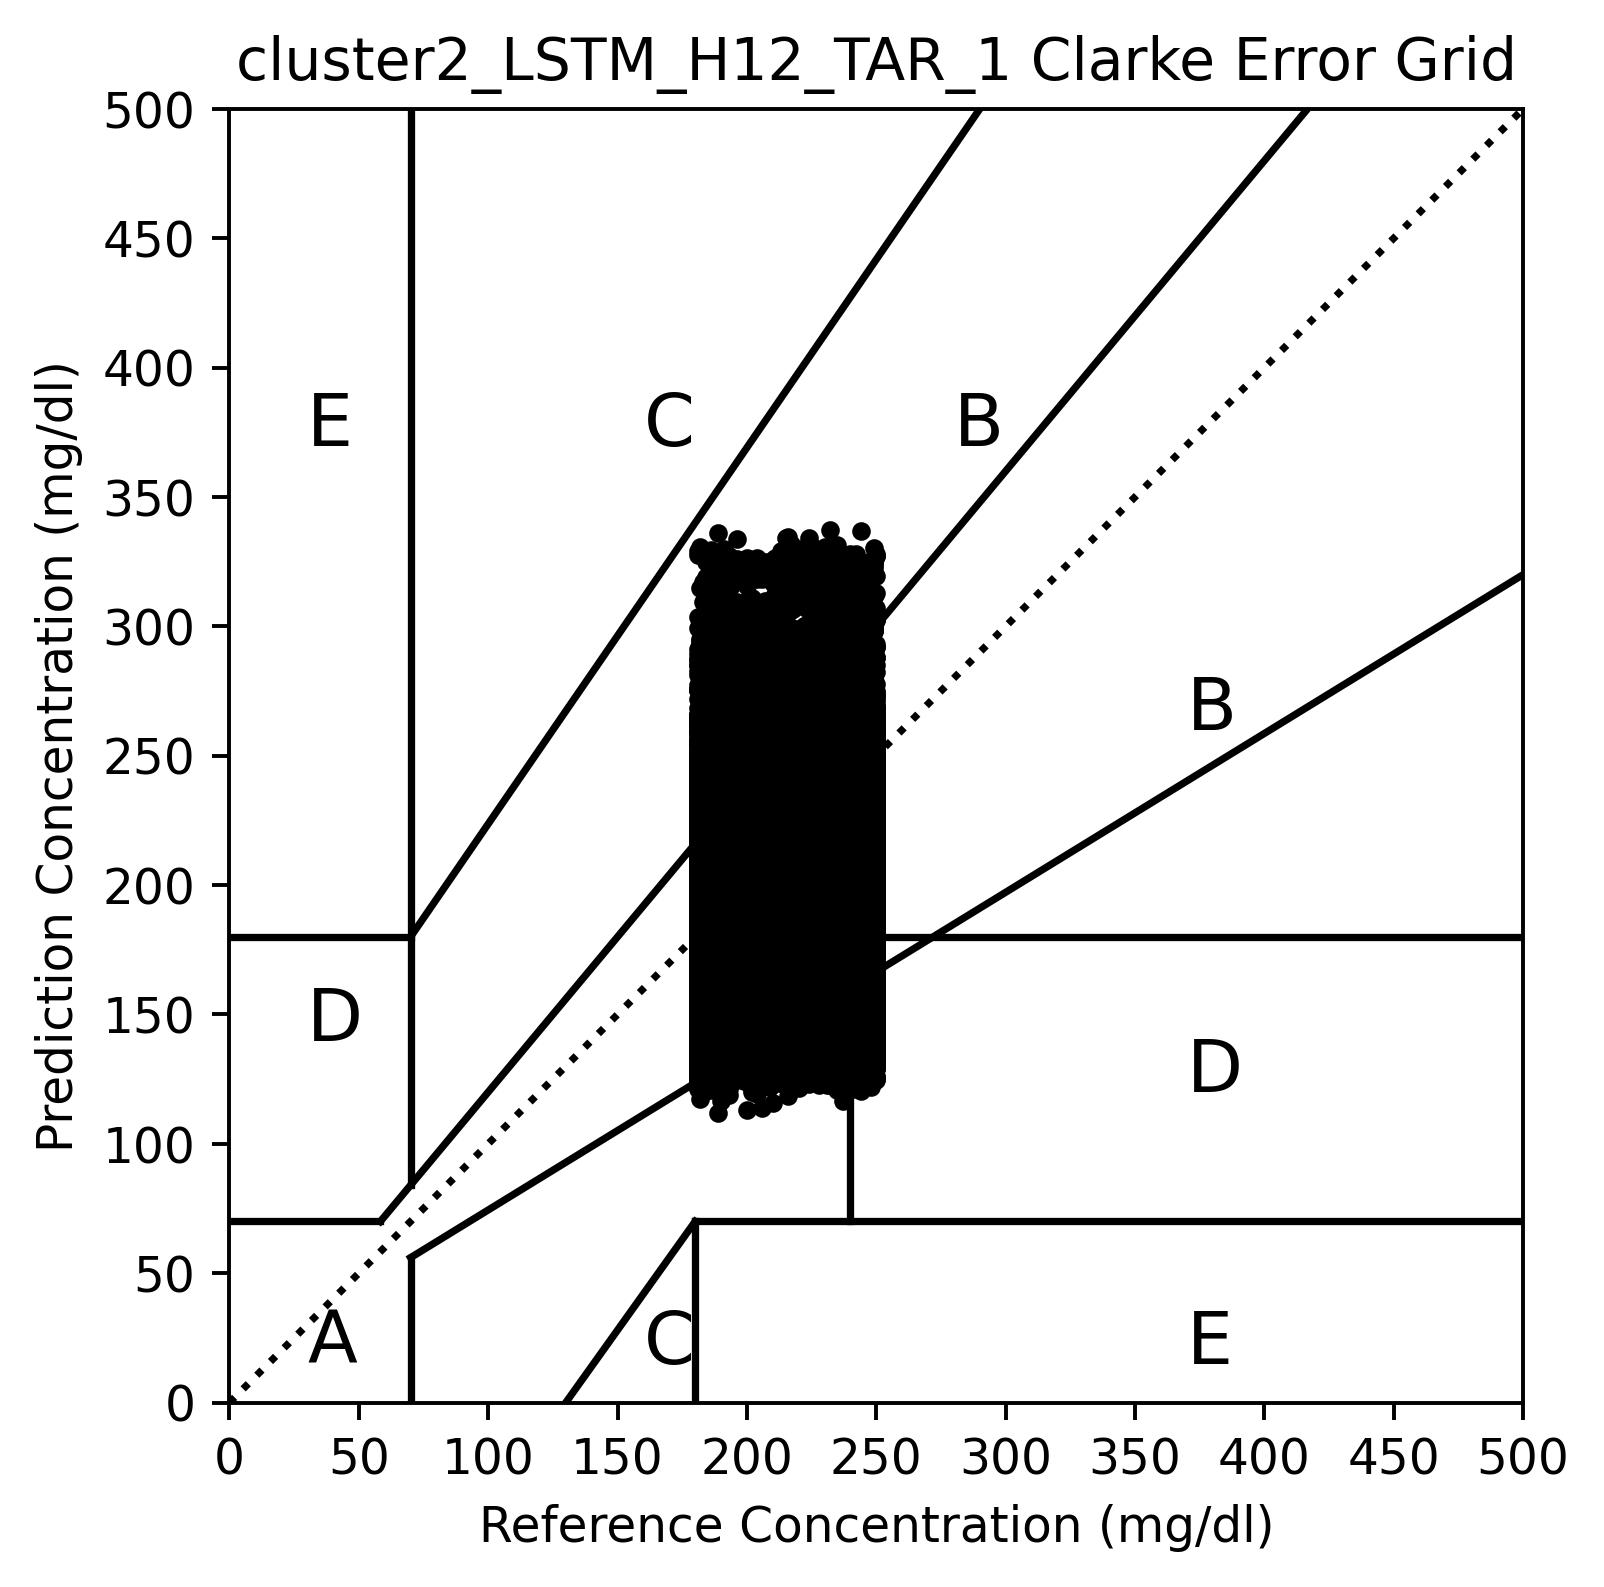 cluster2_LSTM_H12_TAR_1 Clarke Error Grid
500
450
400
350
300
250
200
150
100
50
0
Prediction Concentration (mg/dl)
E
C
B
B
D
D
A
C
E
0 50 100 150 200 250 300 350 400 450 500
Reference Concentration (mg/dl)